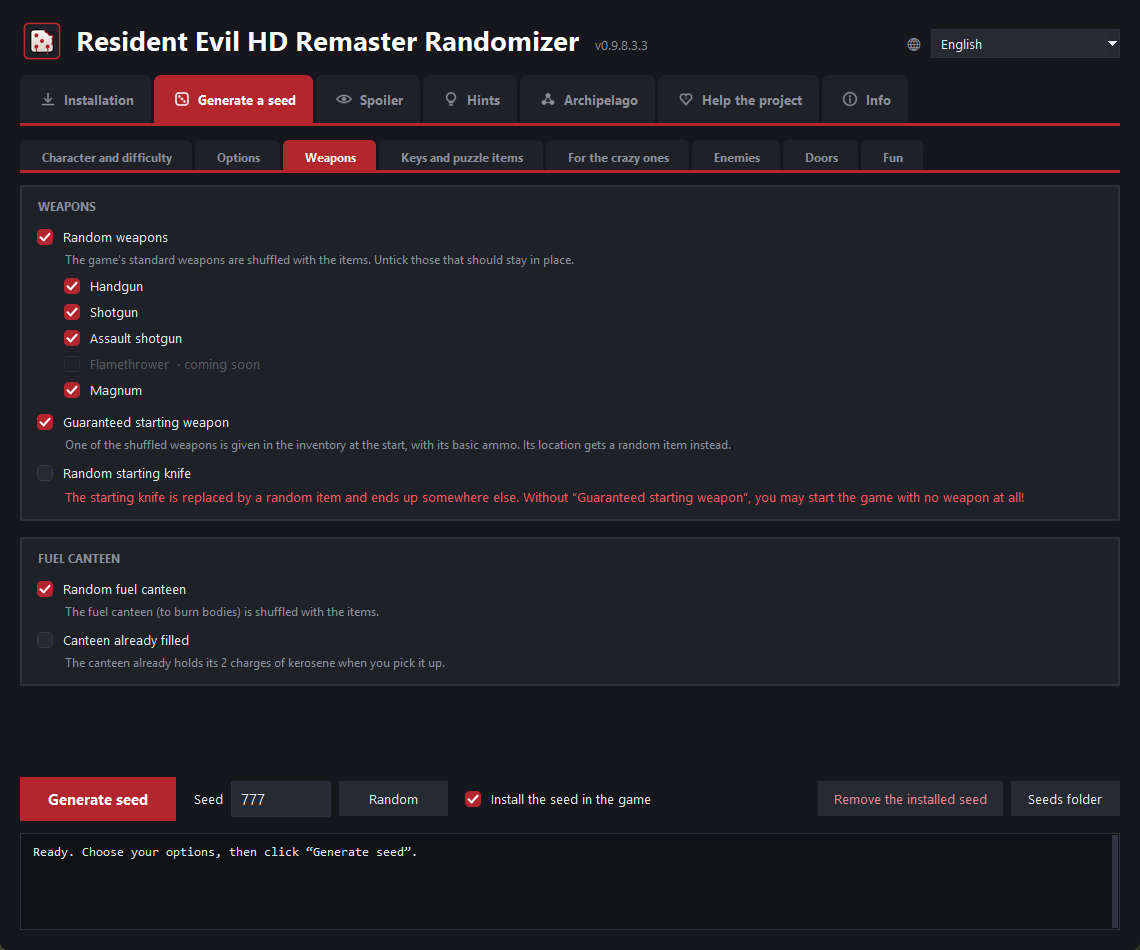 Resident Evil HD Remaster Randomizer v0.9.8.3.3
English
Installation Generate a seed Spoiler Hints Archipelago Help the project Info
Character and difficulty Options Weapons Keys and puzzle items For the crazy ones Enemies Doors Fun
WEAPONS
Random weapons
The game's standard weapons are shuffled with the items. Untick those that should stay in place.
Handgun
Shotgun
Assault shotgun
Flamethrower · coming soon
Magnum
Guaranteed starting weapon
One of the shuffled weapons is given in the inventory at the start, with its basic ammo. Its location gets a random item instead.
Random starting knife
The starting knife is replaced by a random item and ends up somewhere else. Without “Guaranteed starting weapon”, you may start the game with no weapon at all!
FUEL CANTEEN
Random fuel canteen
The fuel canteen (to burn bodies) is shuffled with the items.
Canteen already filled
The canteen already holds its 2 charges of kerosene when you pick it up.
Generate seed Seed 777 Random Install the seed in the game Remove the installed seed Seeds folder
Ready. Choose your options, then click “Generate seed”.